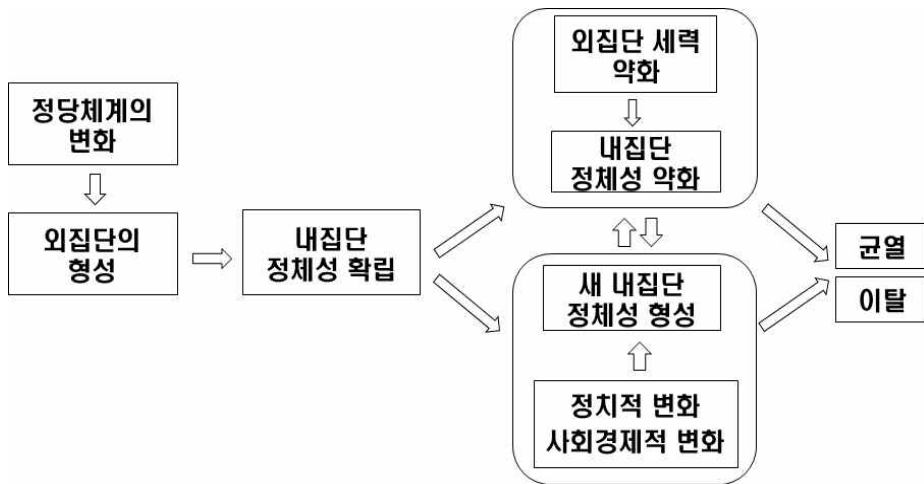 정당체계의
변화
외집단의
형성
내집단
정체성 확립
외집단 세력
약화
내집단
정체성 약화
새 내집단
정체성 형성
정치적 변화
사회경제적 변화
균열
이탈